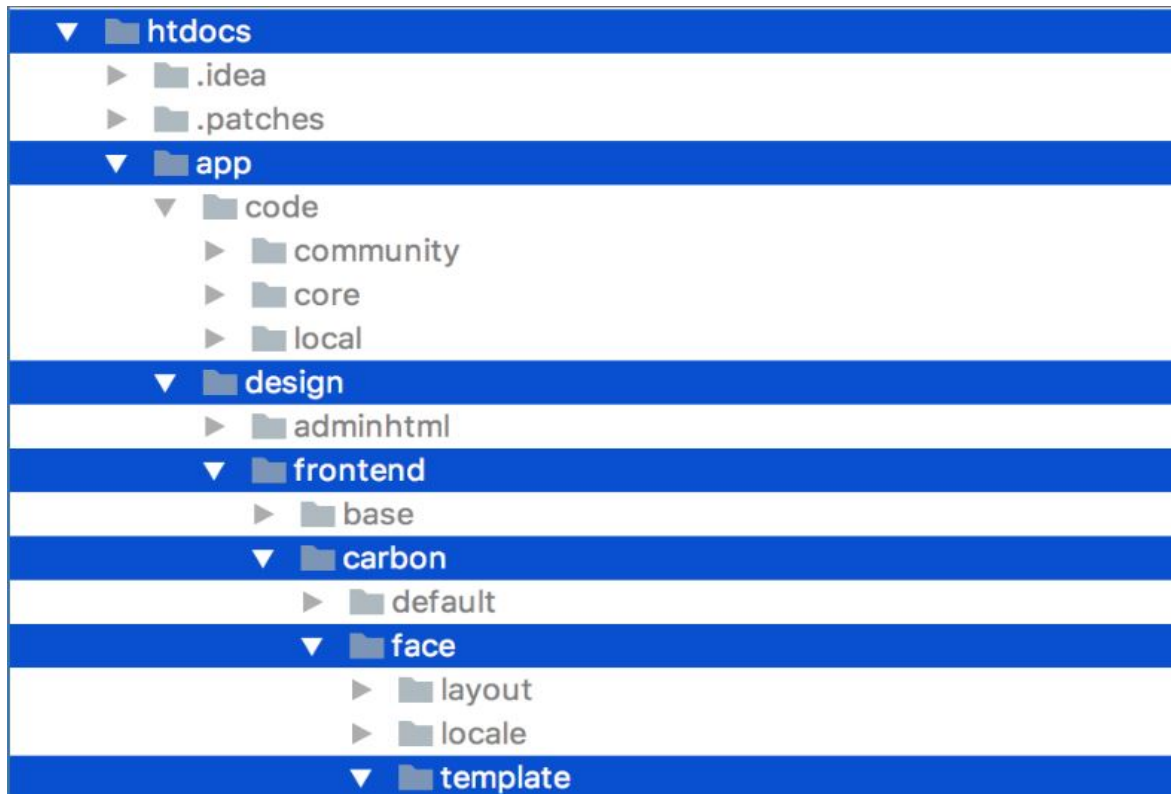 htdocs
.idea
.patches
app
code
community
core
local
design
adminhtml
frontend
base
carbon
default
face
layout
locale
template